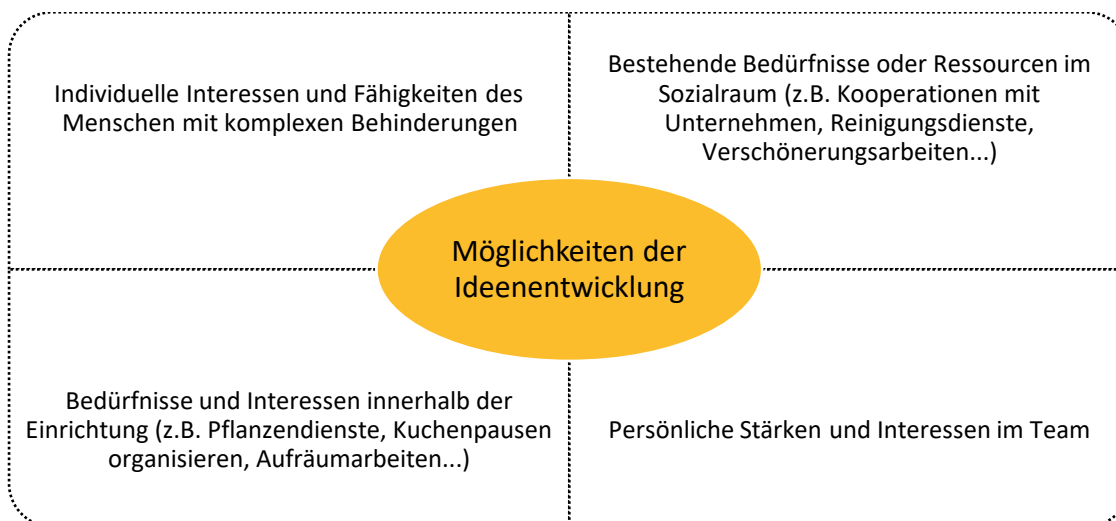 Individuelle Interessen und Fähigkeiten des
Menschen mit komplexen Behinderungen
Bestehende Bedürfnisse oder Ressourcen im
Sozialraum (z.B. Kooperationen mit
Unternehmen, Reinigungsdienste,
Verschönerungsarbeiten...)
Möglichkeiten der
Ideenentwicklung
Bedürfnisse und Interessen innerhalb der
Einrichtung (z.B. Pflanzendienste, Kuchenpausen
organisieren, Aufräumarbeiten...)
Persönliche Stärken und Interessen im Team